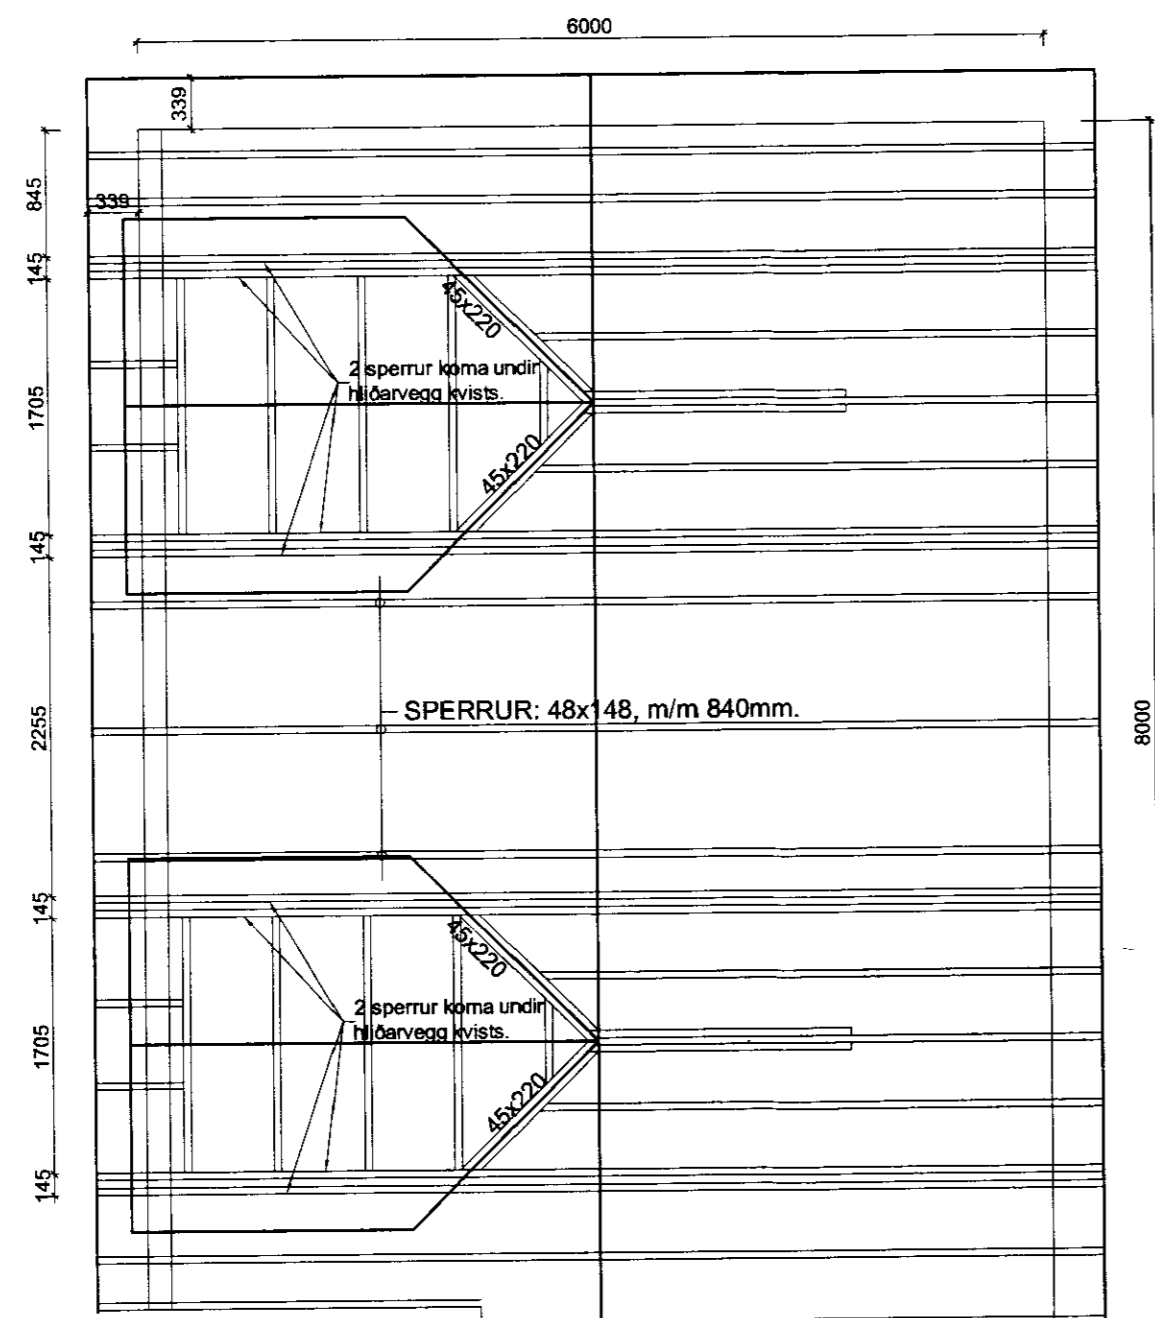 6000
339
845
339
145
45x220
2 sperrur koma undir
hliðarvegg kvists.
1705
45x220
145
SPERRUR: 48x148, m/m 840mm.
2255
8000
145
45x220
2 sperrur koma undir
hliðarvegg kvists.
1705
45x220
145